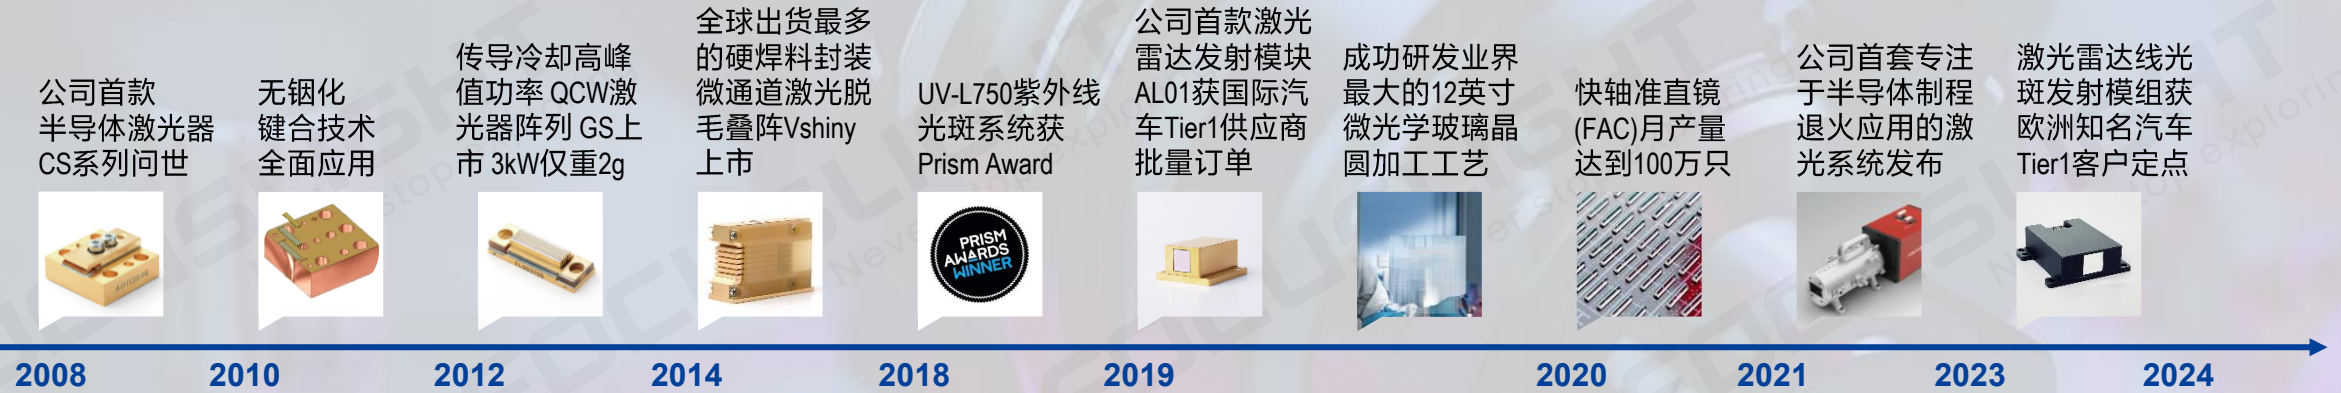 公司首款
半导体激光器
CS系列问世
无铟化
键合技术
全面应用
传导冷却高峰
值功率 QCW激
光器阵列 GS上
市 3kW仅重2g
全球出货最多
的硬焊料封装
微通道激光脱
毛叠阵Vshiny
上市
UV-L750紫外线
光斑系统获
Prism Award
公司首款激光
雷达发射模块
AL01获国际汽
车Tier1供应商
批量订单
成功研发业界
最大的12英寸
微光学玻璃晶
圆加工工艺
快轴准直镜
(FAC)月产量
达到100万只
公司首套专注
于半导体制程
退火应用的激
光系统发布
激光雷达线光
斑发射模组获
欧洲知名汽车
Tier1客户定点
PRISM
AWARDS
WINNER
2008
2010
2012
2014
2018
2019
2020
2021
2023
2024